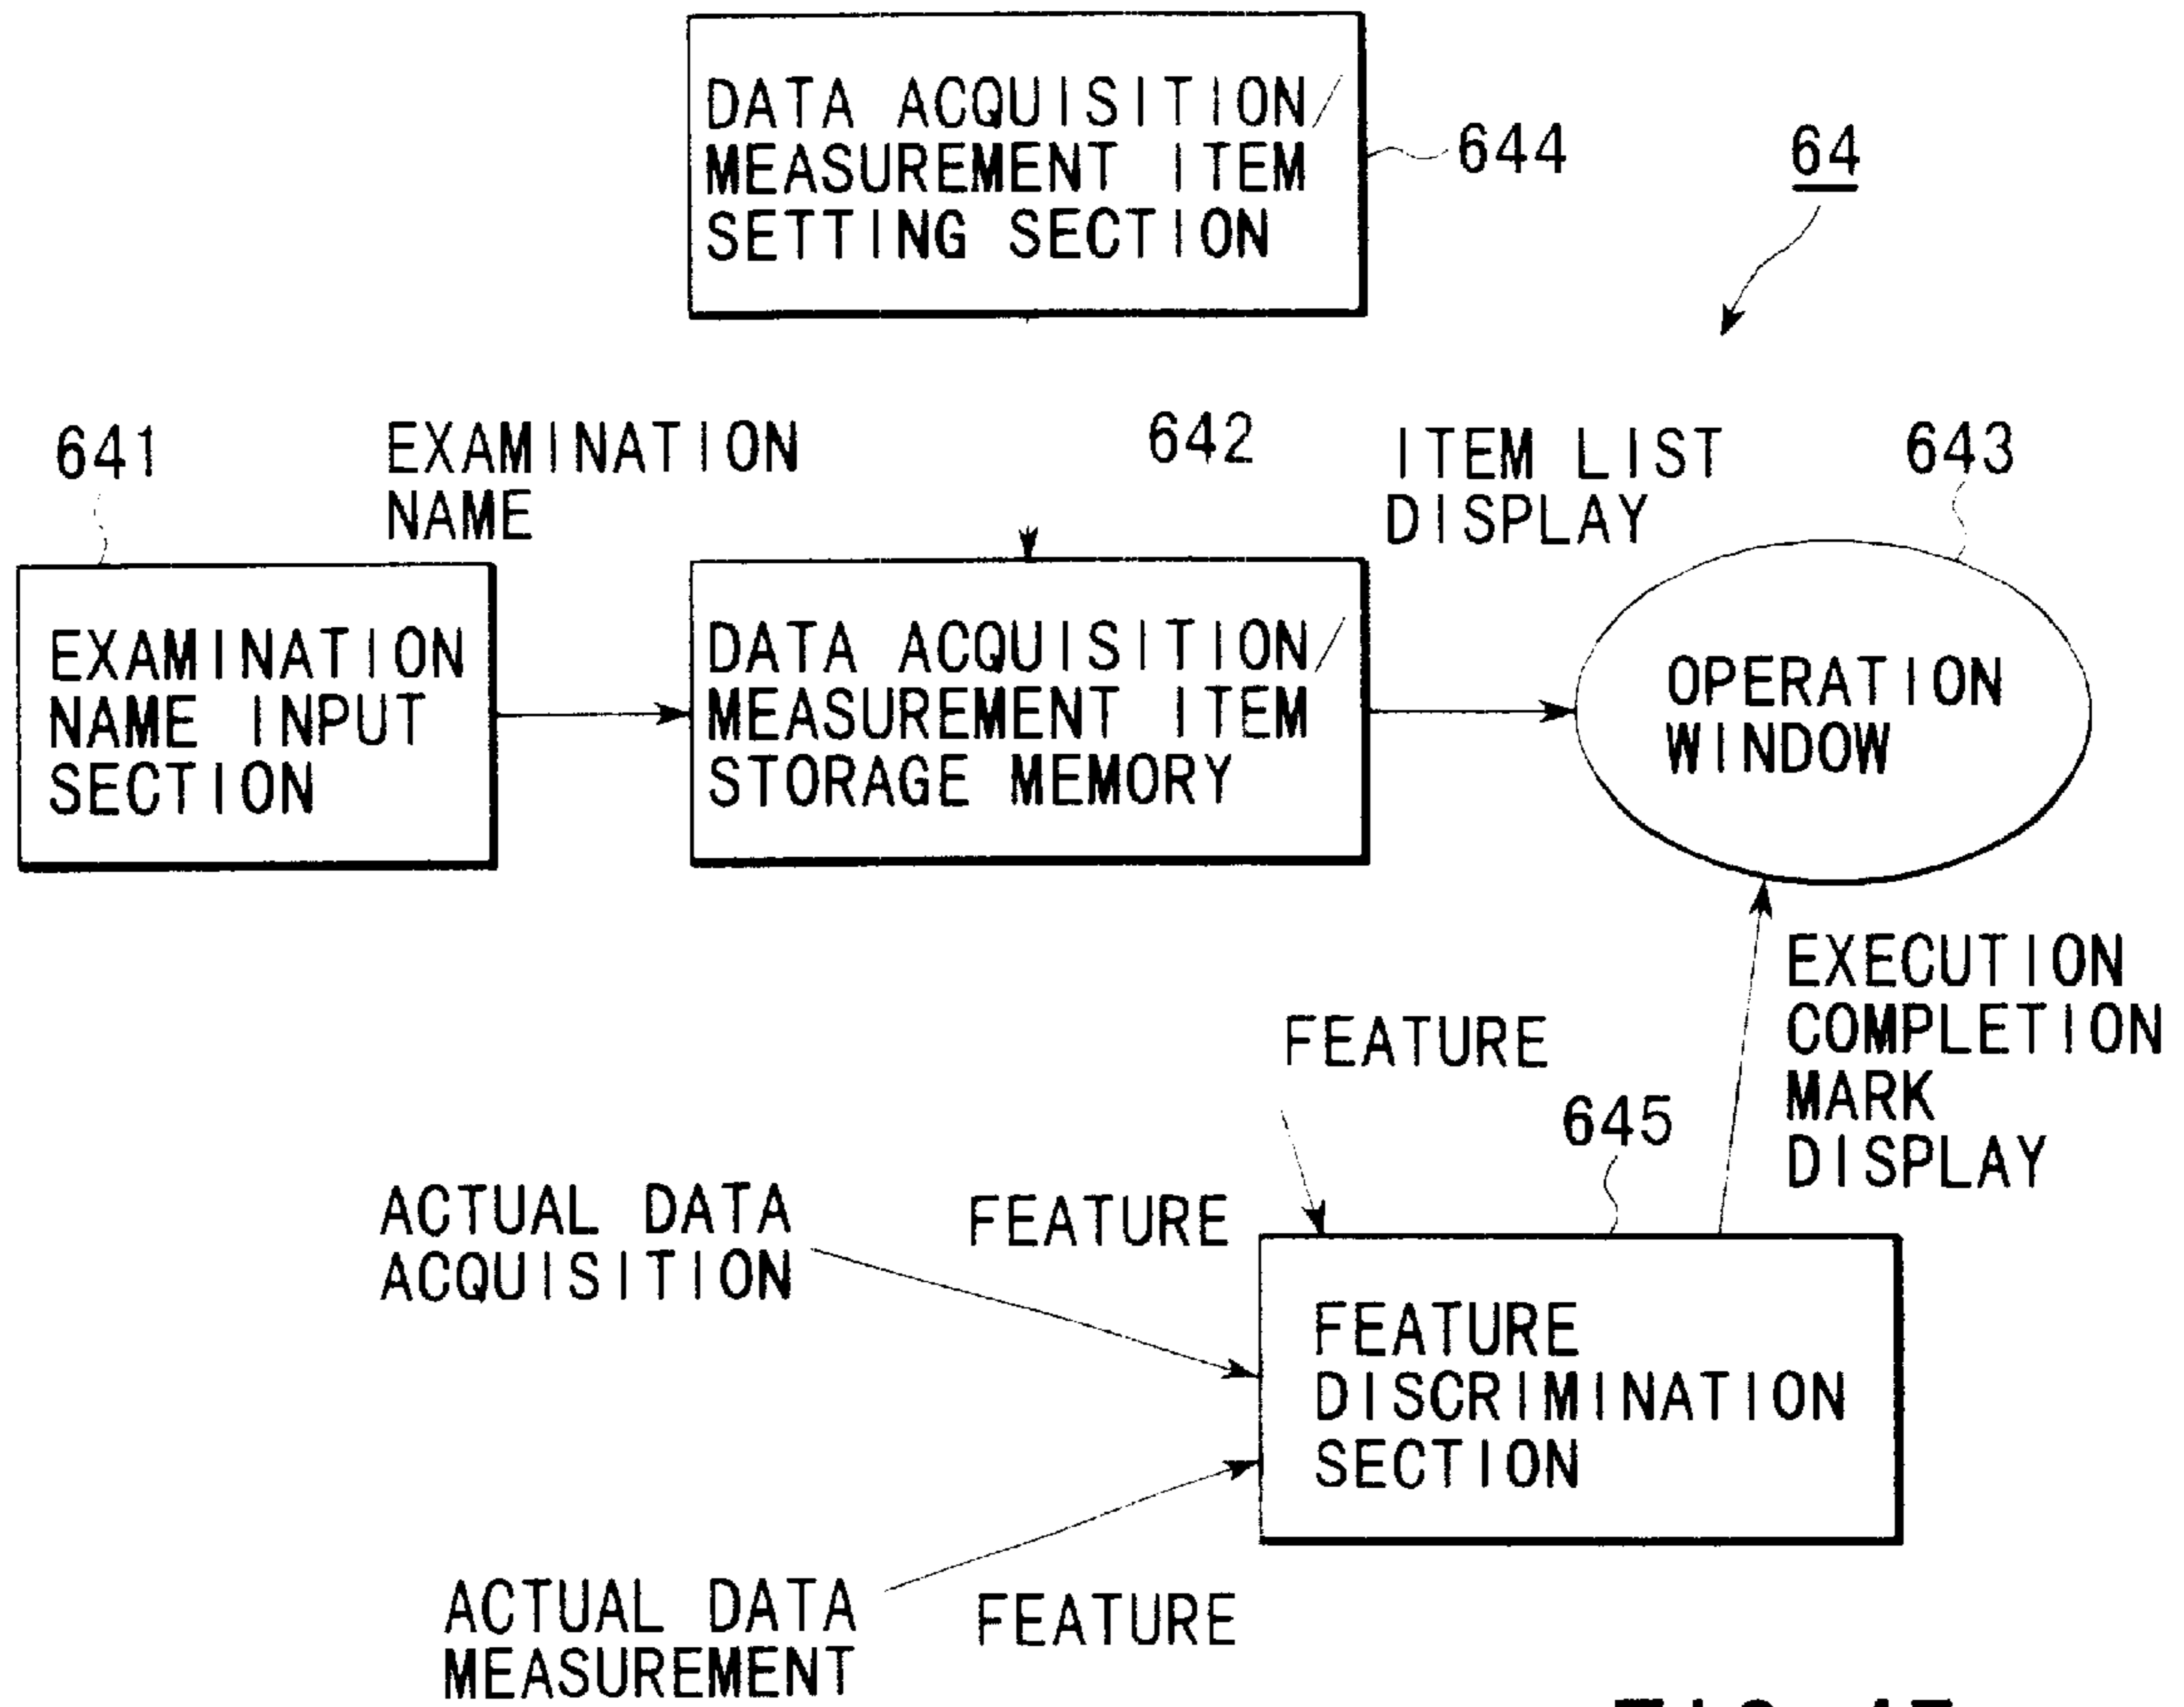 DATA ACQUISITION/
MEASUREMENT ITEM
SETTING SECTION
644
64
641
EXAMINATION
NAME
642
ITEM LIST
DISPLAY
643
EXAMINATION
NAME INPUT
SECTION
DATA ACQUISITION/
MEASUREMENT ITEM
STORAGE MEMORY
OPERATION
WINDOW
EXECUTION
COMPLETION
MARK
DISPLAY
FEATURE
645
ACTUAL DATA
ACQUISITION
FEATURE
FEATURE
DISCRIMINATION
SECTION
ACTUAL DATA
MEASUREMENT
FEATURE